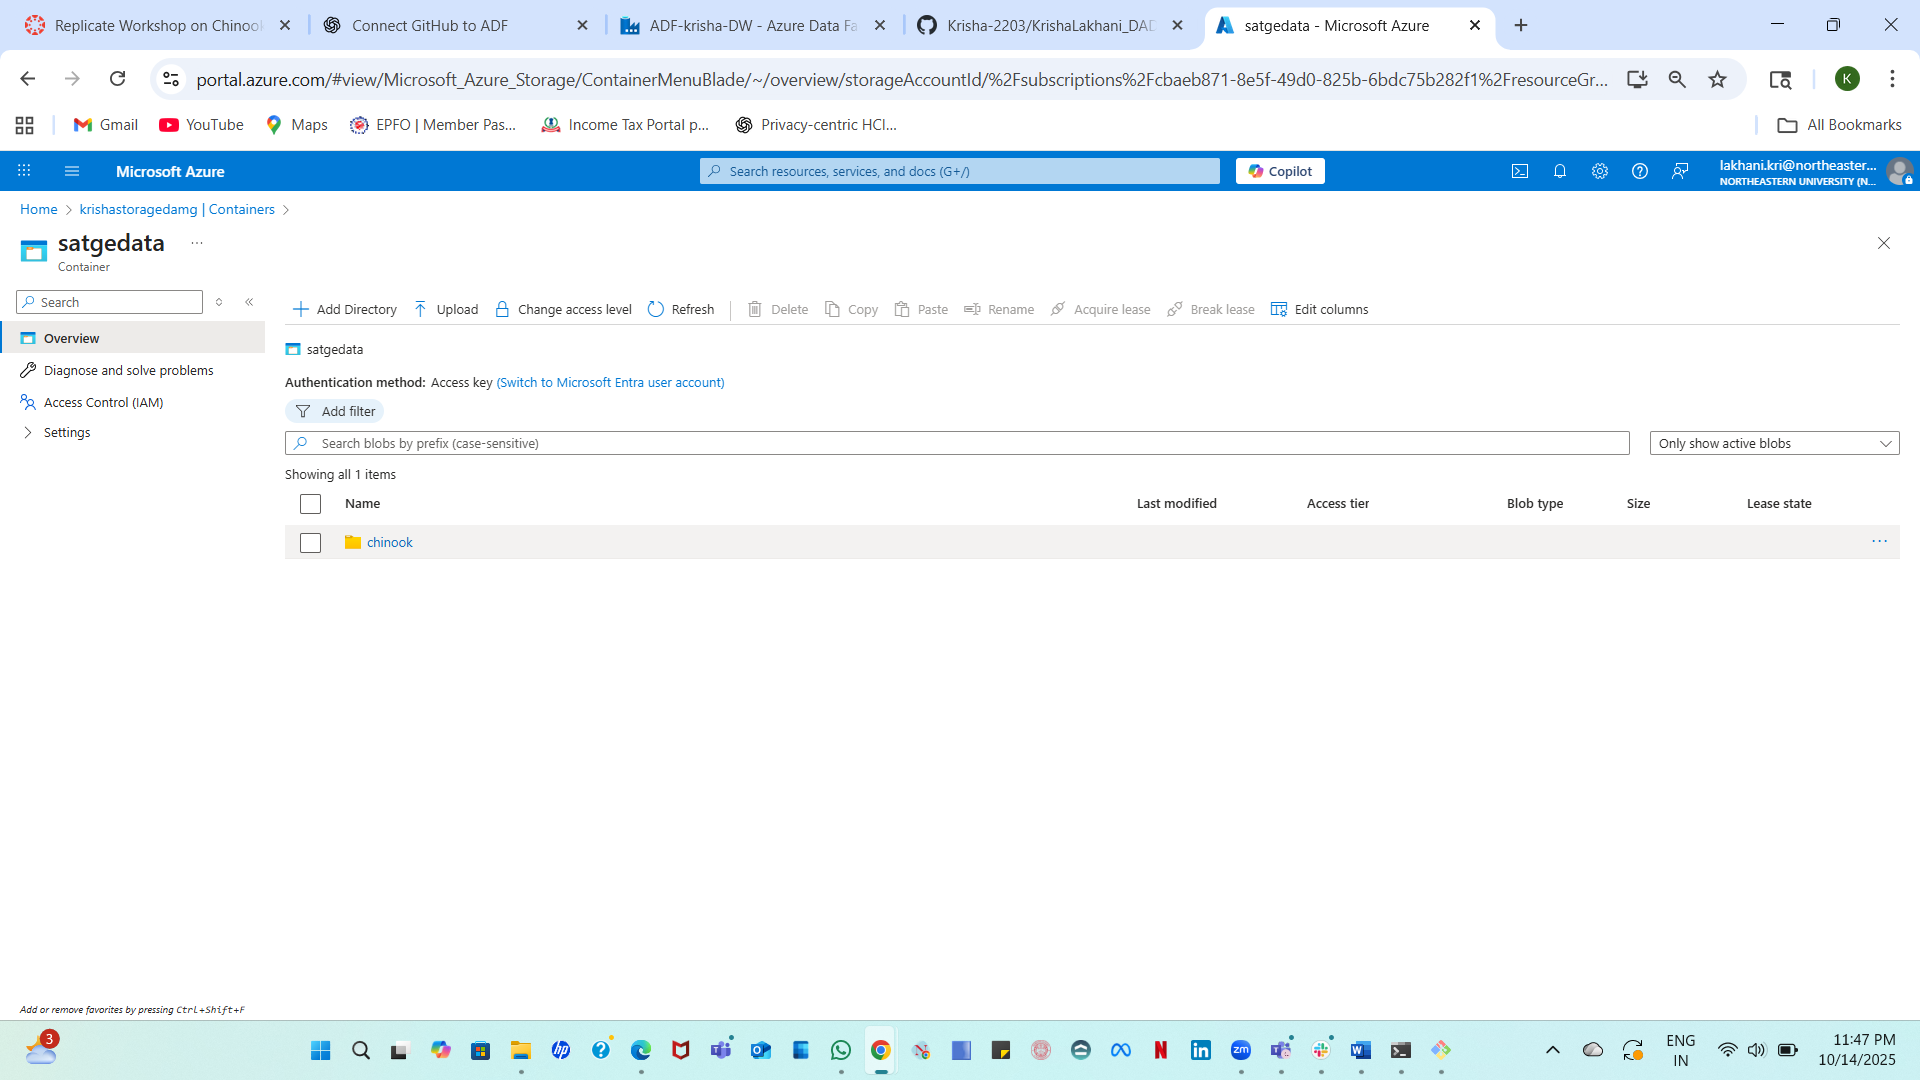 Replicate Workshop on Chinook
Connect GitHub to ADF
ADF-krisha-DW - Azure Data Fa
Krisha-2203/KrishaLakhani_DAD
satgedata - Microsoft Azure
portal.azure.com/#view/Microsoft_Azure_Storage/ContainerMenuBlade/~/overview/storageAccountId/%2Fsubscriptions%2Fcbaeb871-8e5f-49d0-825b-6bdc75b282f1%2FresourceGr...
K
Gmail
YouTube
Maps
EPFO | Member Pas...
Income Tax Portal p...
Privacy-centric HCI...
All Bookmarks
Microsoft Azure
Search resources, services, and docs (G+/)
Copilot
lakhani.kri@northeaster...
NORTHEASTERN UNIVERSITY (N...
Home > krishastoragedamg | Containers >
satgedata ...
Container
Search
Overview
Diagnose and solve problems
Access Control (IAM)
Settings
Add Directory
Upload
Change access level
Refresh
Delete
Copy
Paste
Rename
Acquire lease
Break lease
Edit columns
satgedata
Authentication method: Access key (Switch to Microsoft Entra user account)
Add filter
Search blobs by prefix (case-sensitive)
Only show active blobs
Showing all 1 items
Name
Last modified
Access tier
Blob type
Size
Lease state
chinook
...
Add or remove favorites by pressing Ctrl+Shift+F
3
hp
zm
N
ENG
IN
11:47 PM
10/14/2025